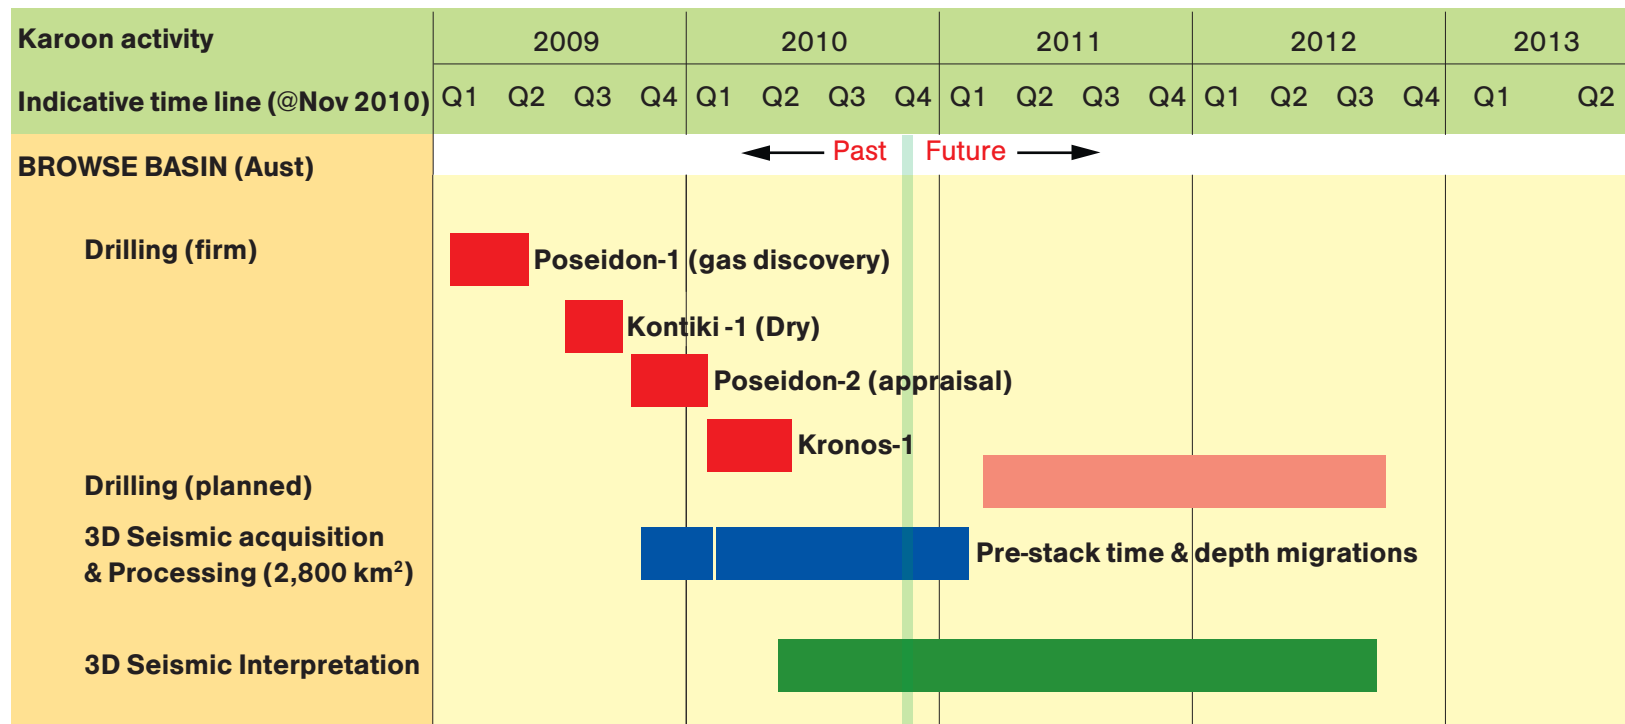 Karoon activity 2009 2010 2011 2012 2013
Indicative time line (@Nov 2010) Q1 Q2 Q3 Q4 Q1 Q2 Q3 Q4 Q1 Q2 Q3 Q4 Q1 Q2 Q3 Q4 Q1 Q2
Past Future
BROWSE BASIN (Aust)
Drilling (firm) Poseidon-1 (gas discovery)
Kontiki -1 (Dry)
Poseidon-2 (appraisal)
Kronos-1
Drilling (planned)
3D Seismic acquisition
& Processing (2,800 km²)
Pre-stack time & depth migrations
3D Seismic Interpretation